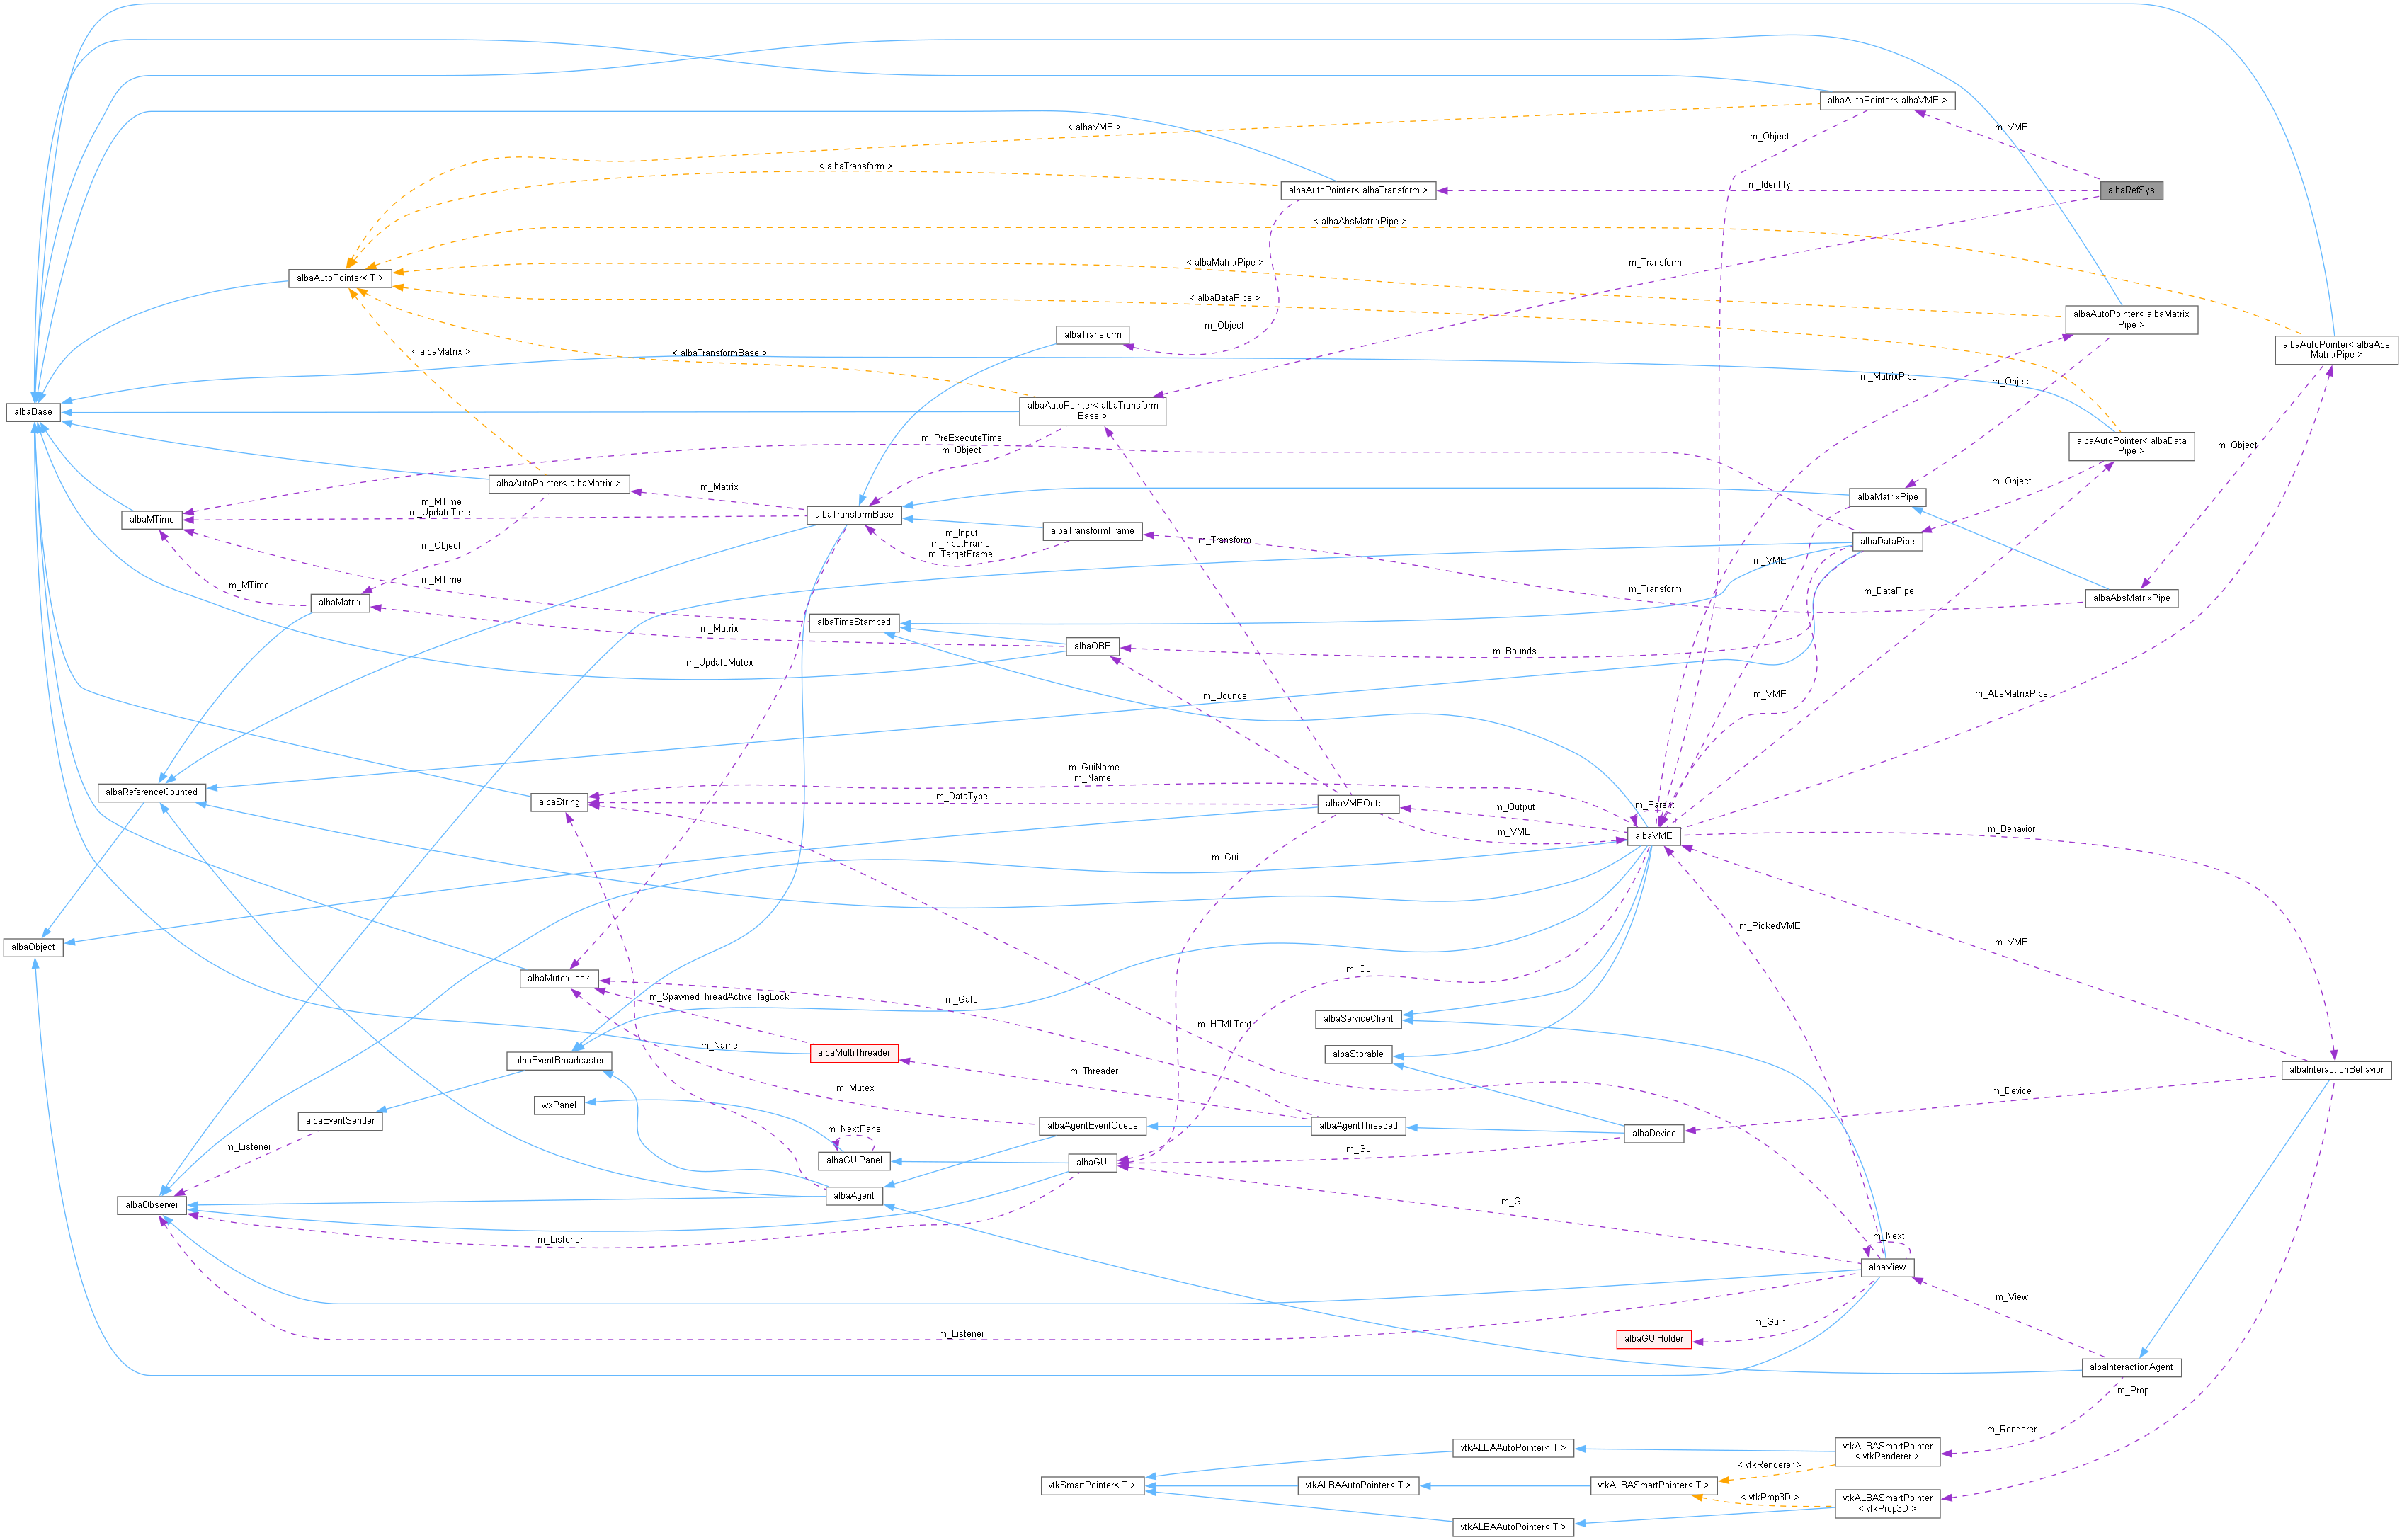 albaAutoPointer< albaVME >
< albaVME >
m_Object
m_VME
< albaTransform >
albaAutoPointer< albaTransform >
m_Identity
albaRefSys
< albaAbsMatrixPipe >
m_Transform
< albaMatrixPipe >
albaAutoPointer< T >
< albaDataPipe >
albaAutoPointer< albaMatrix
Pipe >
albaTransform
m_Object
albaAutoPointer< albaAbs
MatrixPipe >
< albaMatrix >
< albaTransformBase >
m_MatrixPipe
m_Object
albaBase
albaAutoPointer< albaTransform
Base >
m_PreExecuteTime
m_Object
albaAutoPointer< albaData
Pipe >
m_Object
albaAutoPointer< albaMatrix >
m_Matrix
m_Object
albaMatrixPipe
m_MTime
m_UpdateTime
albaMTime
albaTransformBase
albaTransformFrame
m_Input
m_InputFrame
m_TargetFrame
m_Transform
albaDataPipe
m_Object
m_VME
m_MTime
m_Transform
m_DataPipe
albaAbsMatrixPipe
m_MTime
albaMatrix
albaTimeStamped
m_Matrix
albaOBB
m_Bounds
m_UpdateMutex
m_Bounds
m_VME
m_AbsMatrixPipe
m_GuiName
m_Name
albaReferenceCounted
albaString
m_DataType
albaVMEOutput
m_Output
m_Parent
m_VME
albaVME
m_Behavior
m_Gui
albaObject
m_PickedVME
m_VME
albaMutexLock
m_Gui
m_SpawnedThreadActiveFlagLock
m_Gate
m_HTMLText
albaServiceClient
m_Name
albaMultiThreader
albaStorable
albaEventBroadcaster
m_Threader
albaInteractionBehavior
m_Mutex
m_Device
wxPanel
albaEventSender
m_NextPanel
albaAgentEventQueue
albaAgentThreaded
albaDevice
m_Listener
albaGUIPanel
albaGUI
m_Gui
albaObserver
albaAgent
m_Gui
m_Listener
m_Next
albaView
m_View
m_Listener
m_Guih
albaGUIHolder
albaInteractionAgent
m_Prop
m_Renderer
vtkALBAAutoPointer< T >
vtkALBASmartPointer
< vtkRenderer >
< vtkRenderer >
vtkSmartPointer< T >
vtkALBAAutoPointer< T >
vtkALBASmartPointer< T >
< vtkProp3D >
vtkALBASmartPointer
< vtkProp3D >
vtkALBAAutoPointer< T >